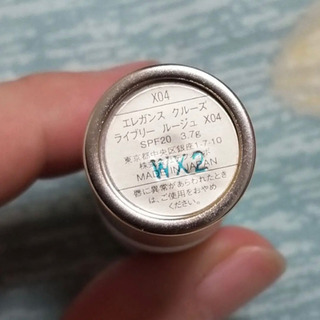 X04
エレガンス クルーズ
ライブリー ルージュ X04
SPF20 3.7g
東京都中央区銀座1-7-10
株
MADE IN JAPAN
WX2
唇に異常があらわれたとき
は、ご使用をおやめ
ください。